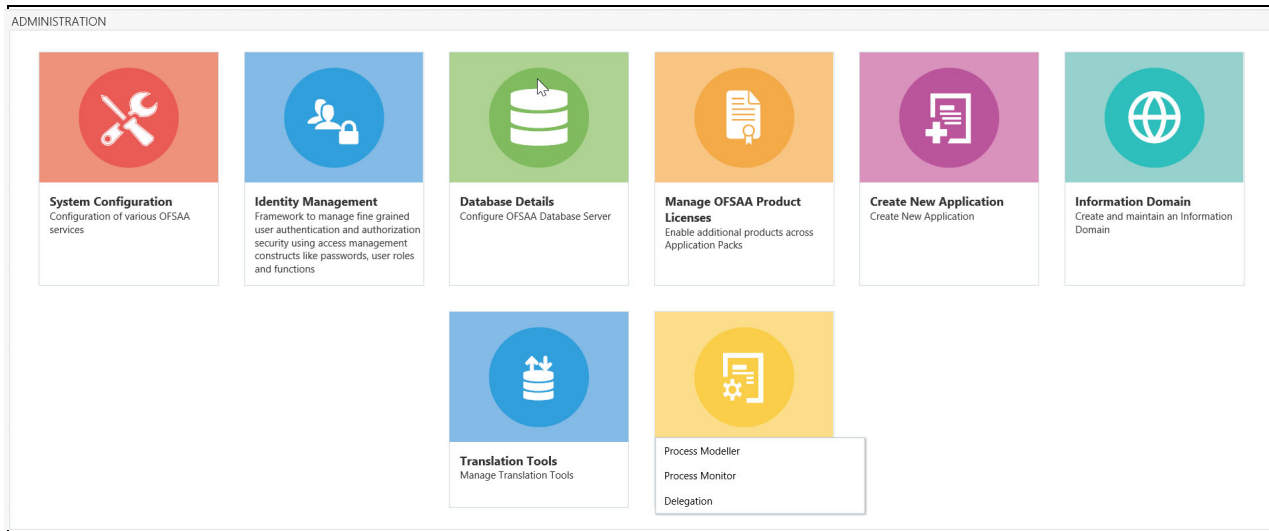 ADMINISTRATION
System Configuration
Configuration of various OFSAA
services
Identity Management
Framework to manage fine grained
user authentication and authorization
security using access management
constructs like passwords, user roles
and functions
Database Details
Configure OFSAA Database Server
Manage OFSAA Product
Licenses
Enable additional products across
Application Packs
Create New Application
Create New Application
Information Domain
Create and maintain an Information
Domain
Translation Tools
Manage Translation Tools
Process Modeller
Process Monitor
Delegation